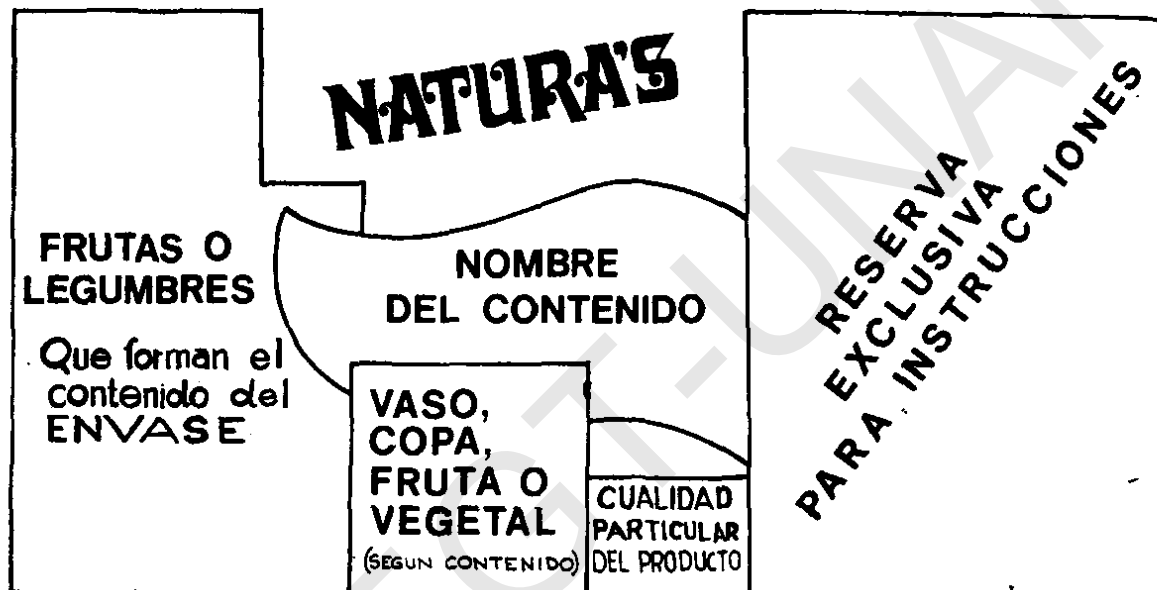 NATURA'S
FRUTAS O
LEGUMBRES
Que forman el
contenido del
ENVASE
NOMBRE
DEL CONTENIDO
VASO,
COPA,
FRUTA O
VEGETAL
(SEGUN CONTENIDO)
CUALIDAD
PARTICULAR
DEL PRODUCTO
RESERVA
EXCLUSIVA
PARA INSTRUCCIONES